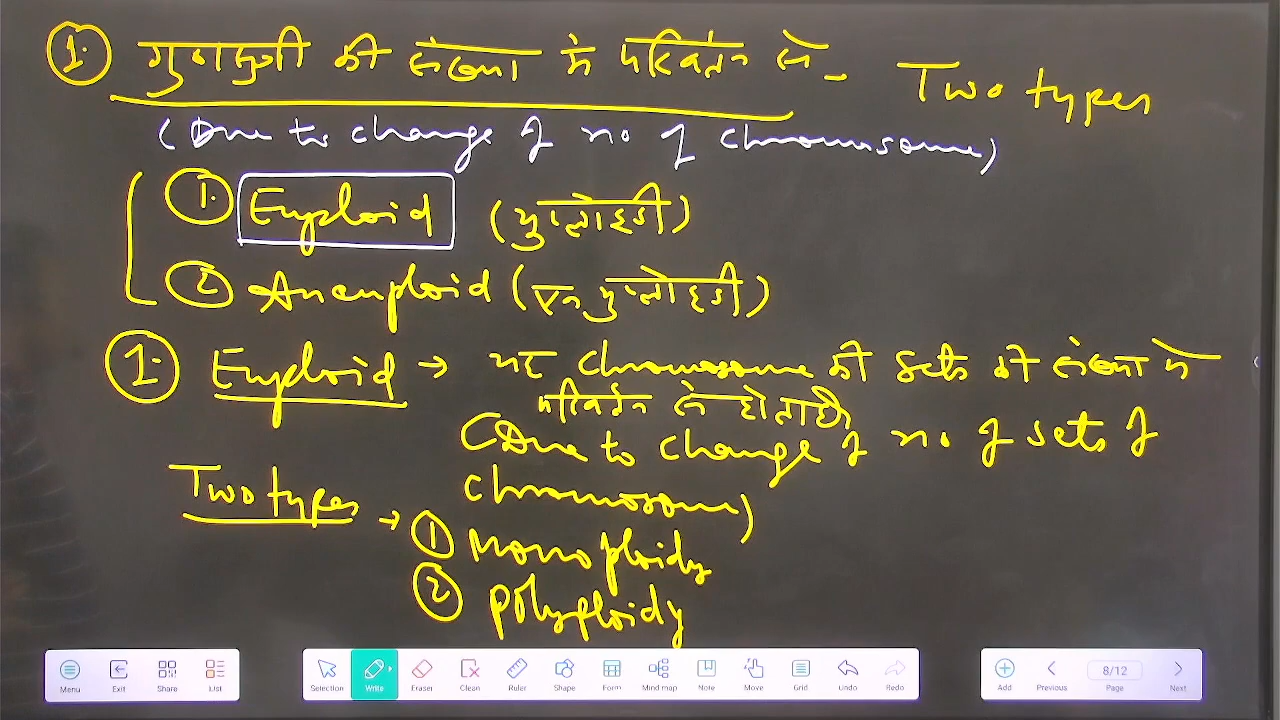 1. गुणसूत्रों की संख्या में परिवर्तन से - Two types
(Due to change of no of chromosome)
1. Euploid (युप्लोइडी)
2 Aneuploid (एनयुप्लोइडी)
1. Euploid → यह chromosome की sets की संख्या में
परिवर्तन से होता है
(Due to change of no of sets of
chromosome)
Two types → 1 Monoploidy
2 polyploidy
Menu Exit Share iList Selection Write Eraser Clean Ruler Shape Form Mind map Note Move Grid Undo Redo Add Previous 8/12 Page Next